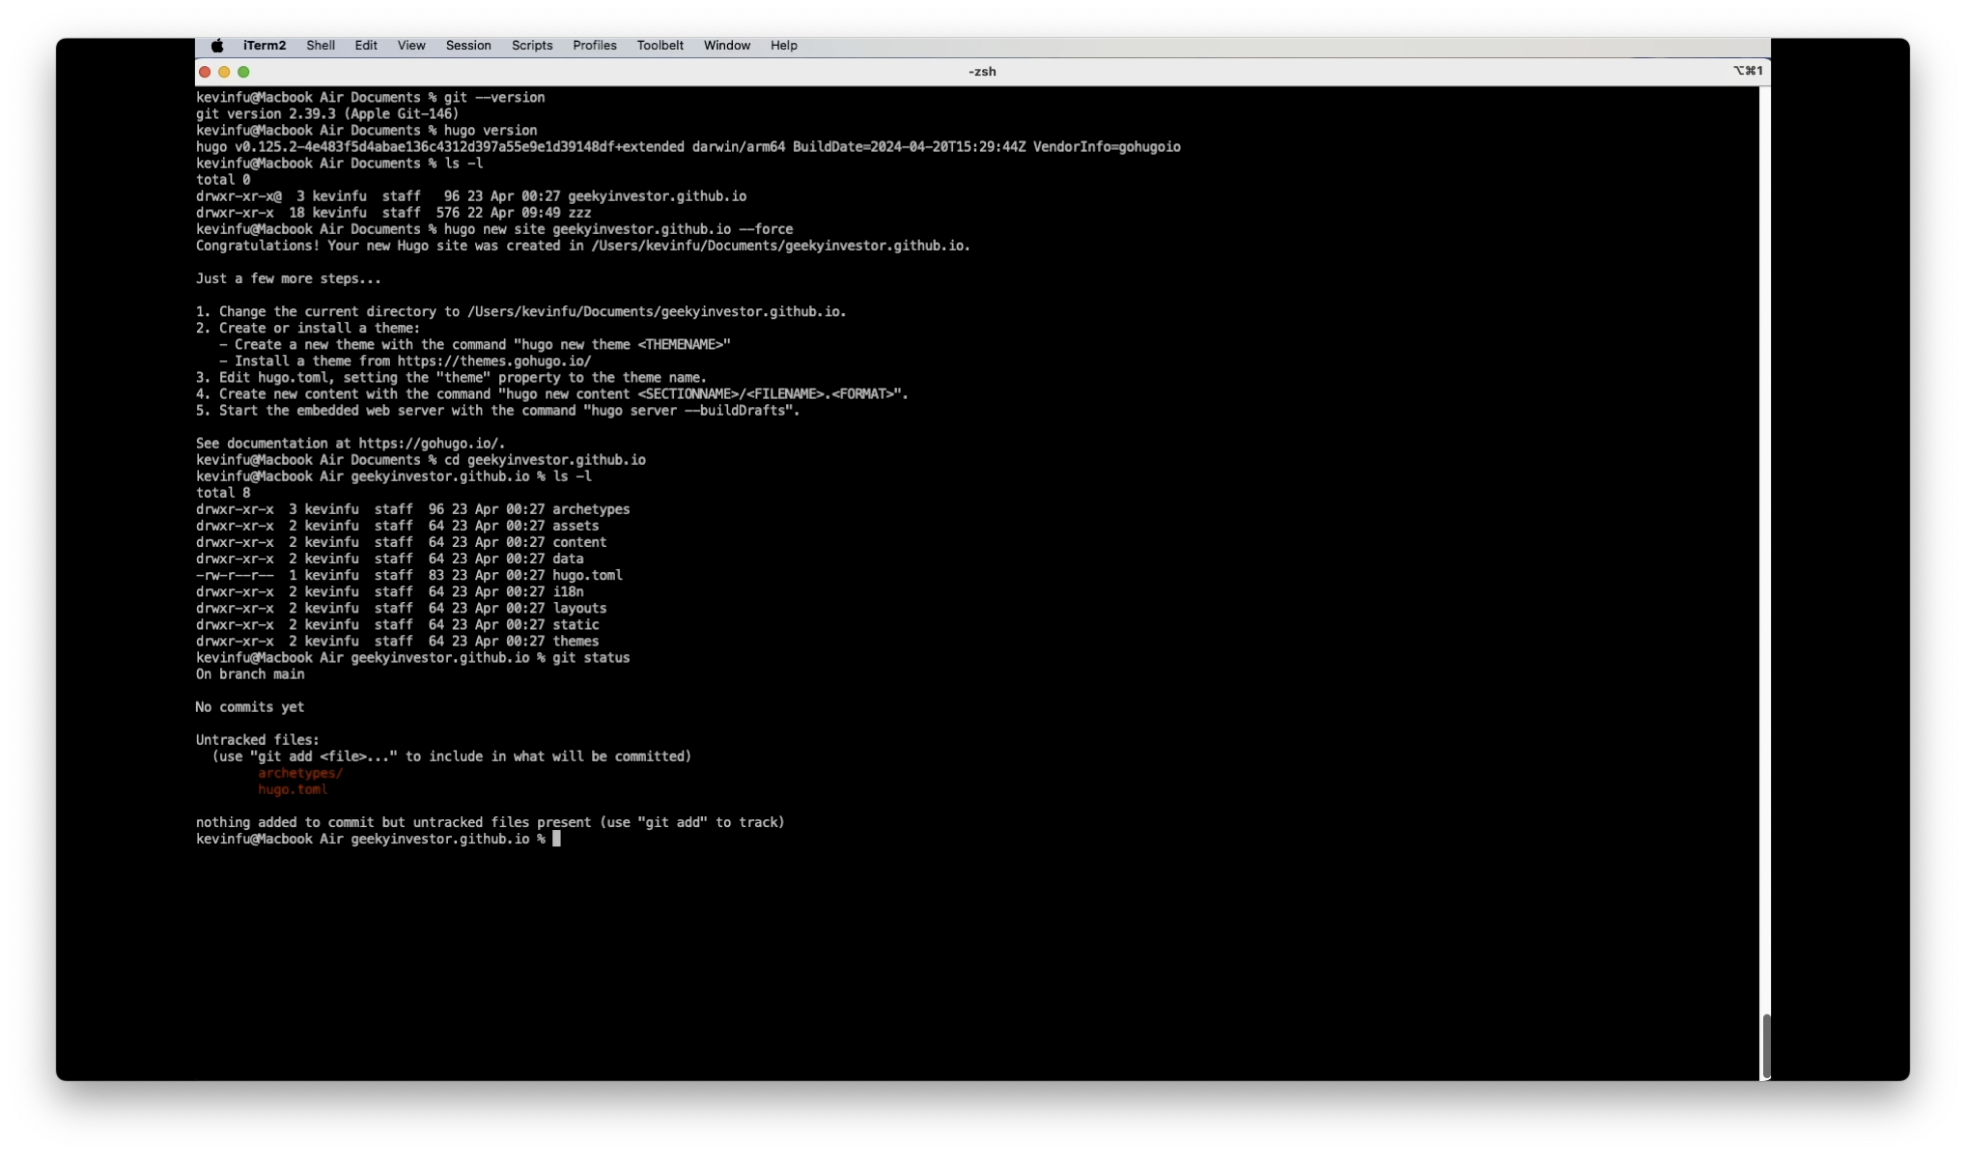 iTerm2 Shell Edit View Session Scripts Profiles Toolbelt Window Help
-zsh ⌥⌘1
kevinfu@Macbook Air Documents % git --version
git version 2.39.3 (Apple Git-146)
kevinfu@Macbook Air Documents % hugo version
hugo v0.125.2-4e483f5d4abae136c4312d397a55e9e1d39148df+extended darwin/arm64 BuildDate=2024-04-20T15:29:44Z VendorInfo=gohugoio
kevinfu@Macbook Air Documents % ls -l
total 0
drwxr-xr-x@  3 kevinfu  staff   96 23 Apr 00:27 geekyinvestor.github.io
drwxr-xr-x  18 kevinfu  staff  576 22 Apr 09:49 zzz
kevinfu@Macbook Air Documents % hugo new site geekyinvestor.github.io --force
Congratulations! Your new Hugo site was created in /Users/kevinfu/Documents/geekyinvestor.github.io.
Just a few more steps...
1. Change the current directory to /Users/kevinfu/Documents/geekyinvestor.github.io.
2. Create or install a theme:
   - Create a new theme with the command "hugo new theme <THEMENAME>"
   - Install a theme from https://themes.gohugo.io/
3. Edit hugo.toml, setting the "theme" property to the theme name.
4. Create new content with the command "hugo new content <SECTIONNAME>/<FILENAME>.<FORMAT>".
5. Start the embedded web server with the command "hugo server --buildDrafts".
See documentation at https://gohugo.io/.
kevinfu@Macbook Air Documents % cd geekyinvestor.github.io
kevinfu@Macbook Air geekyinvestor.github.io % ls -l
total 8
drwxr-xr-x  3 kevinfu  staff  96 23 Apr 00:27 archetypes
drwxr-xr-x  2 kevinfu  staff  64 23 Apr 00:27 assets
drwxr-xr-x  2 kevinfu  staff  64 23 Apr 00:27 content
drwxr-xr-x  2 kevinfu  staff  64 23 Apr 00:27 data
-rw-r--r--  1 kevinfu  staff  83 23 Apr 00:27 hugo.toml
drwxr-xr-x  2 kevinfu  staff  64 23 Apr 00:27 i18n
drwxr-xr-x  2 kevinfu  staff  64 23 Apr 00:27 layouts
drwxr-xr-x  2 kevinfu  staff  64 23 Apr 00:27 static
drwxr-xr-x  2 kevinfu  staff  64 23 Apr 00:27 themes
kevinfu@Macbook Air geekyinvestor.github.io % git status
On branch main
No commits yet
Untracked files:
  (use "git add <file>..." to include in what will be committed)
        archetypes/
        hugo.toml
nothing added to commit but untracked files present (use "git add" to track)
kevinfu@Macbook Air geekyinvestor.github.io %